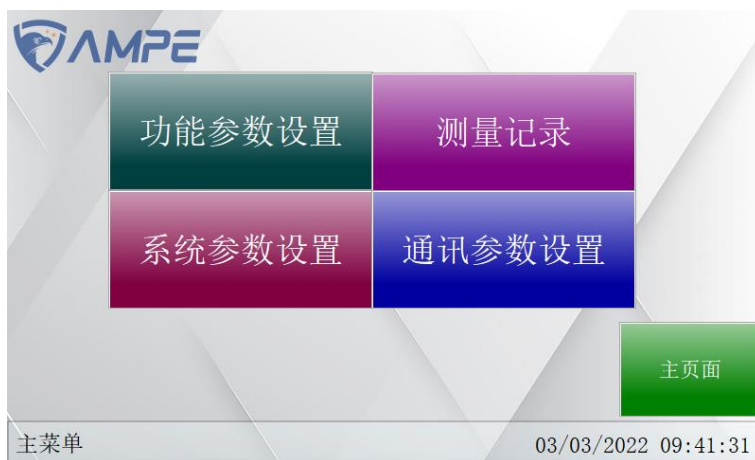 AMPE
功能参数设置 测量记录
系统参数设置 通讯参数设置
主页面
主菜单 03/03/2022 09:41:31